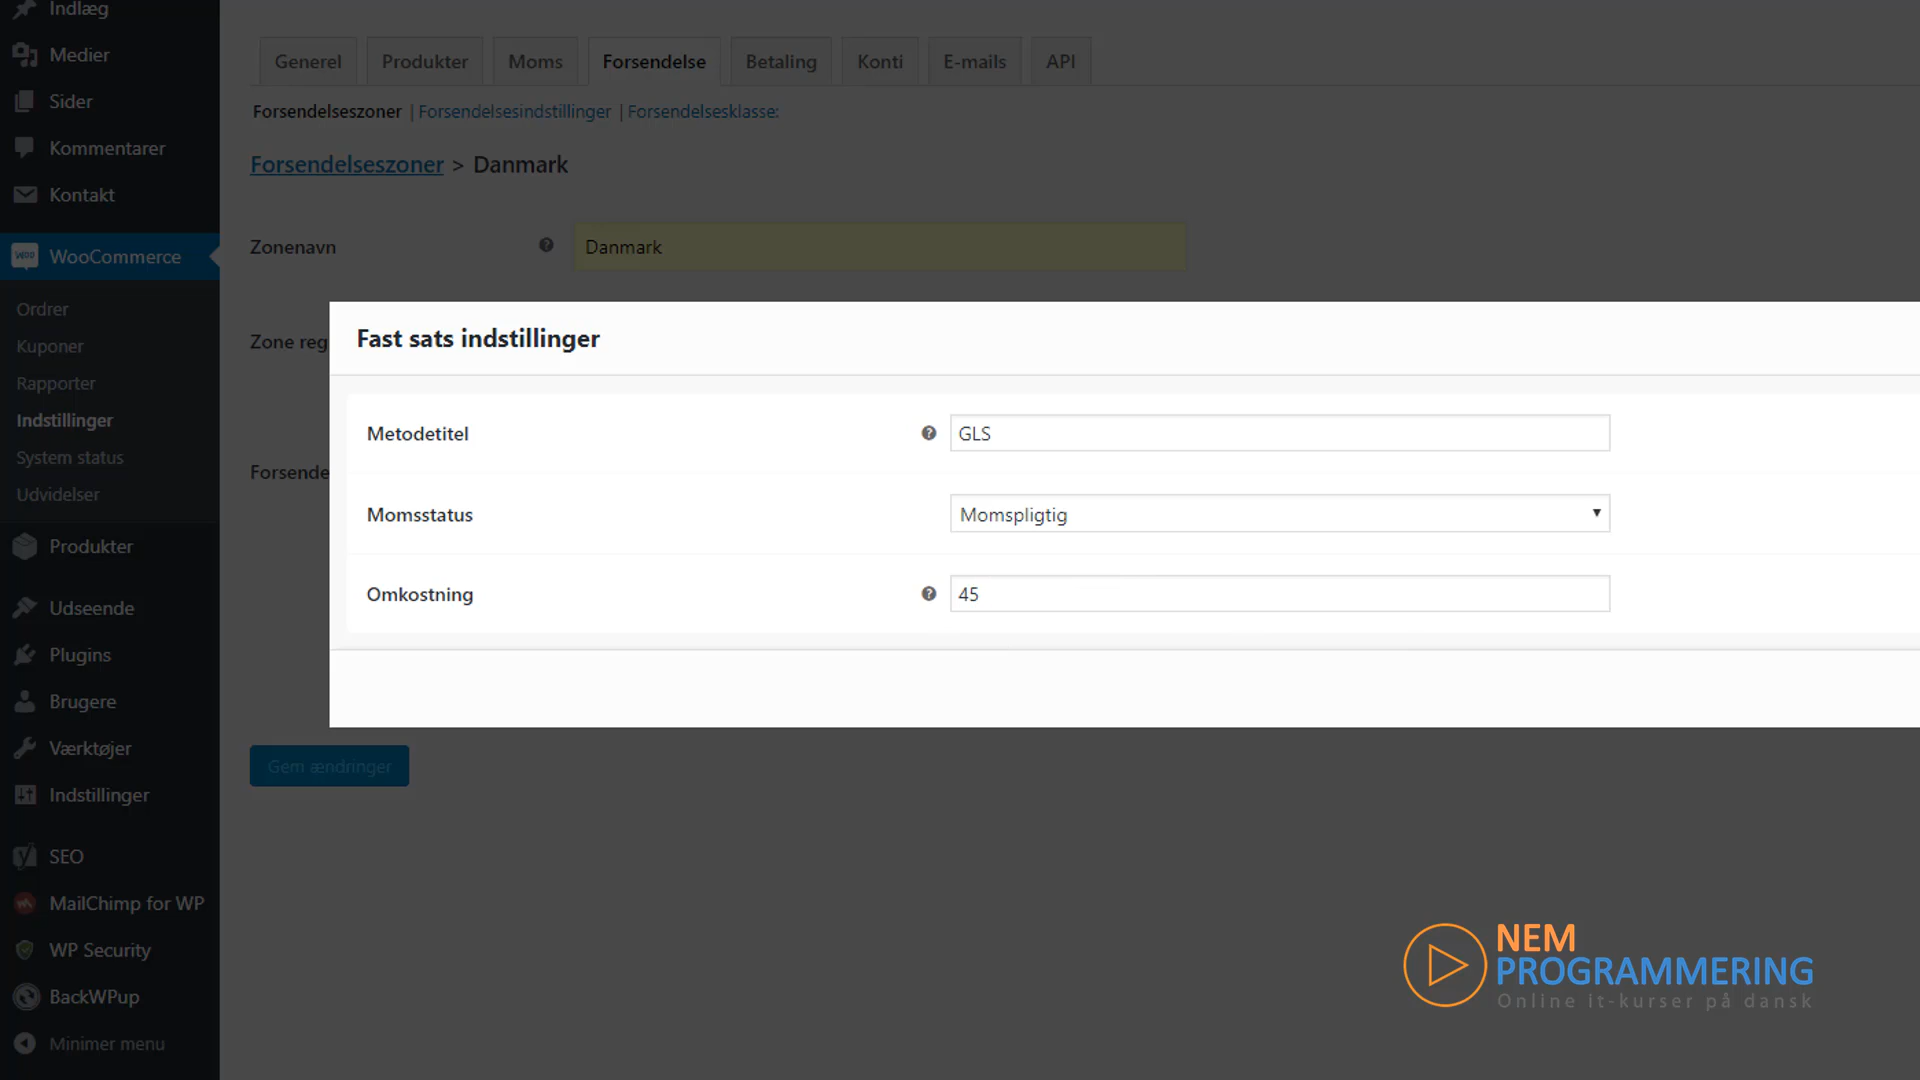 Indlæg
Medier
Sider
Kommentarer
Kontakt
WooCommerce
Ordrer
Kuponer
Rapporter
Indstillinger
System status
Udvidelser
Produkter
Udseende
Plugins
Brugere
Værktøjer
Indstillinger
SEO
MailChimp for WP
WP Security
BackWPup
Minimer menu
Generel Produkter Moms Forsendelse Betaling Konti E-mails API
Forsendelseszoner | Forsendelsesindstillinger | Forsendelsesklasse:
Forsendelseszoner > Danmark
Zonenavn Danmark
Zone reg
Forsende
Fast sats indstillinger
Metodetitel GLS
Momsstatus Momspligtig
Omkostning 45
Gem ændringer
NEM
PROGRAMMERING
Online it-kurser på dansk